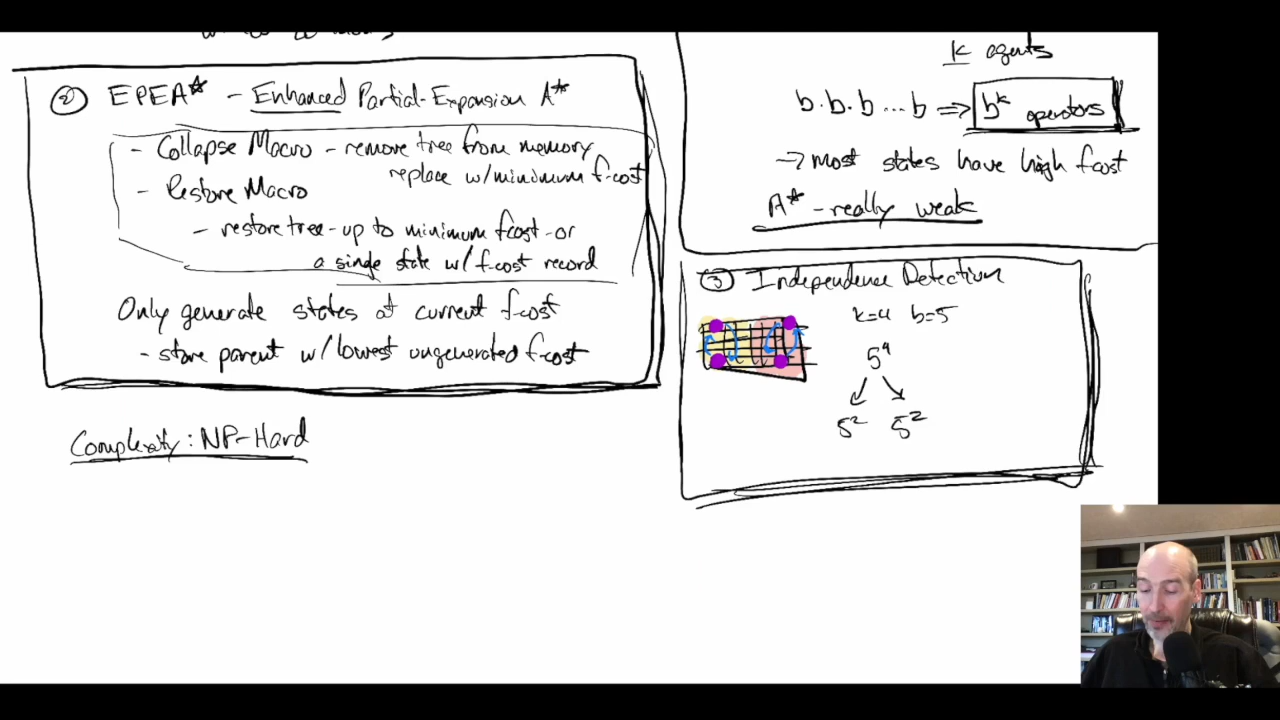 ② EPEA* - Enhanced Partial-Expansion A*
- Collapse Macro - remove tree from memory
replace w/minimum f-cost
- Restore Macro
- restore tree - up to minimum f-cost - or
a single state w/ f-cost record
Only generate states at current f-cost
- store parent w/ lowest ungenerated f-cost
Complexity: NP-Hard
k agents
b·b·b...b ⇒ b^k operators
→ most states have high f-cost
A* - really weak
③ Independence Detection
k=4 b=5
5^4
5^2 5^2